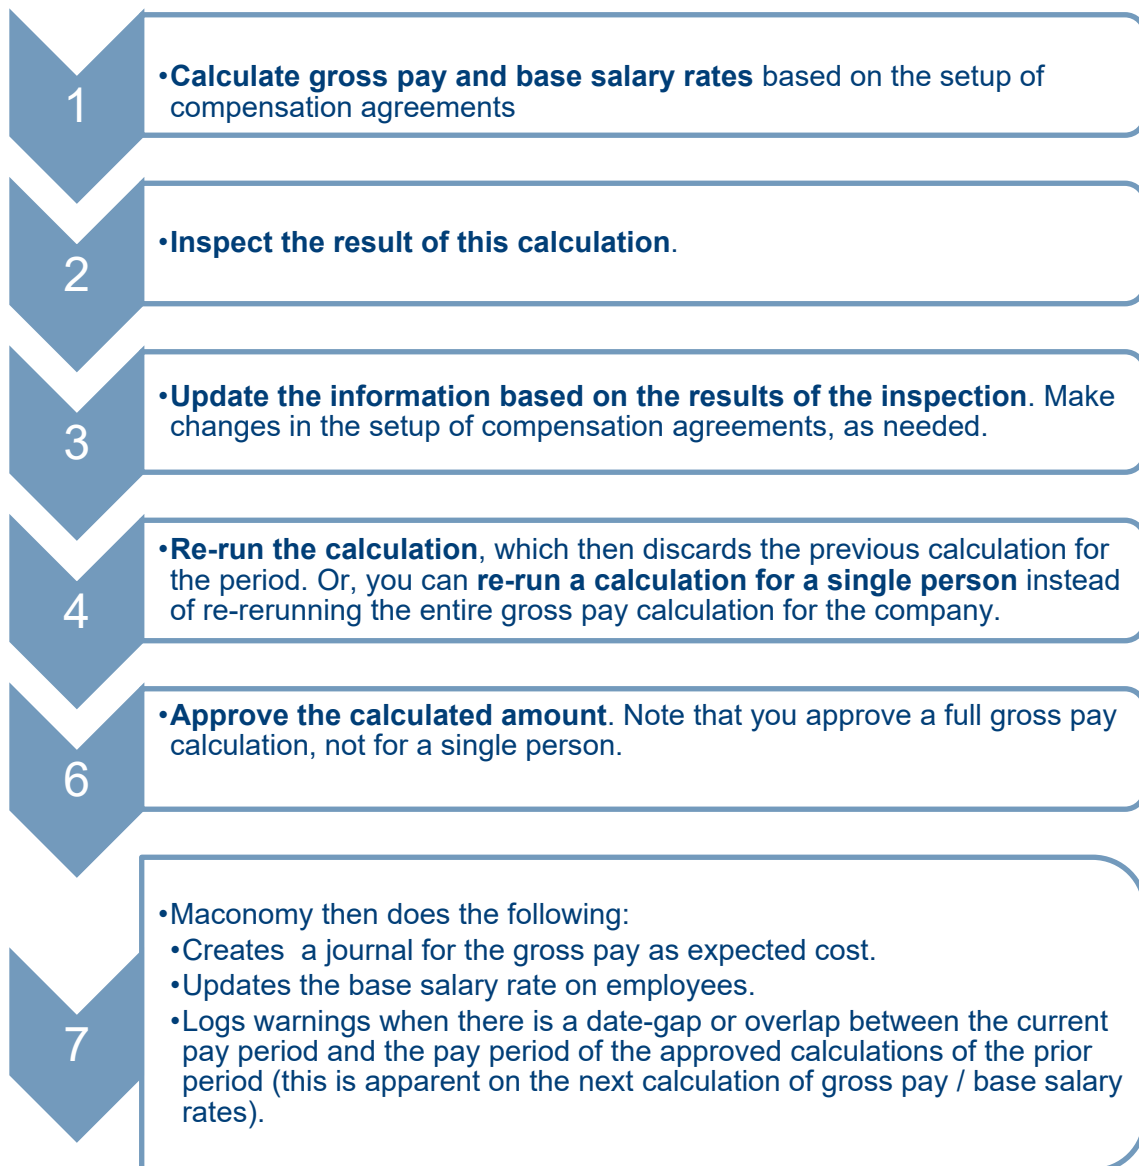 1
•Calculate gross pay and base salary rates based on the setup of
compensation agreements
2
•Inspect the result of this calculation.
3
•Update the information based on the results of the inspection. Make
changes in the setup of compensation agreements, as needed.
4
•Re-run the calculation, which then discards the previous calculation for
the period. Or, you can re-run a calculation for a single person instead
of re-rerunning the entire gross pay calculation for the company.
6
•Approve the calculated amount. Note that you approve a full gross pay
calculation, not for a single person.
7
•Maconomy then does the following:
•Creates  a journal for the gross pay as expected cost.
•Updates the base salary rate on employees.
•Logs warnings when there is a date-gap or overlap between the current
pay period and the pay period of the approved calculations of the prior
period (this is apparent on the next calculation of gross pay / base salary
rates).